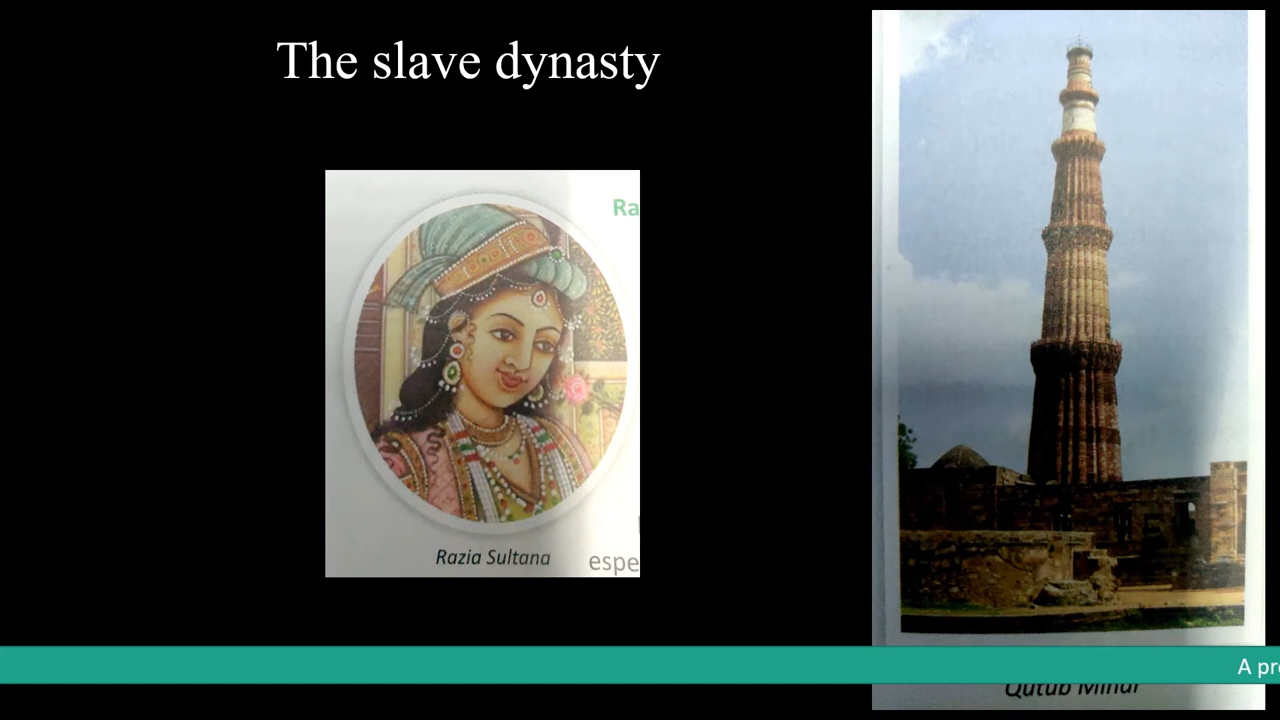 The slave dynasty
Ra
Razia Sultana
espe
A pr
Qutub Minar